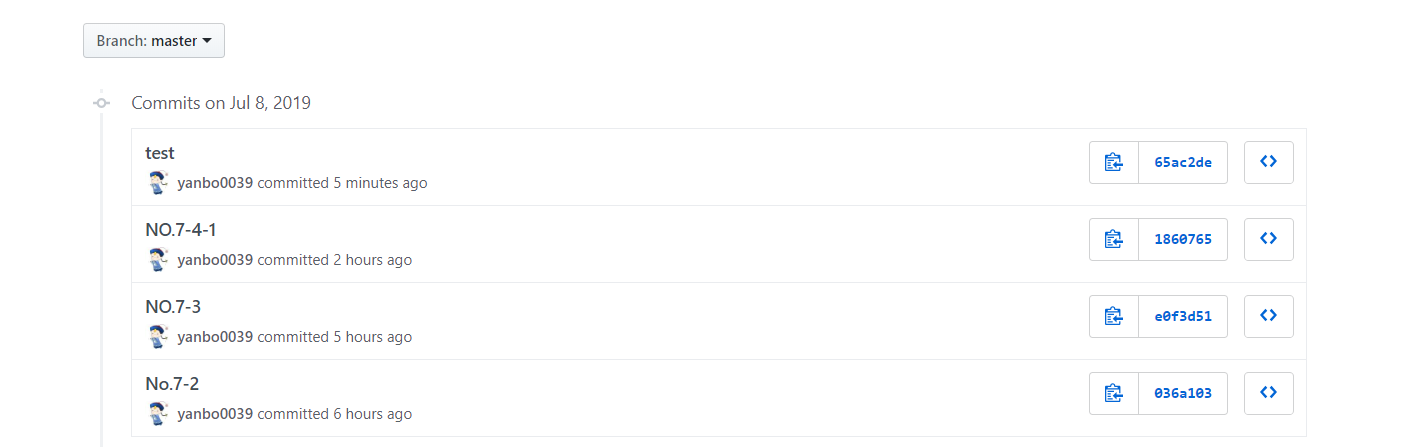 Branch: master
Commits on Jul 8, 2019
test
65ac2de
yanbo0039 committed 5 minutes ago
NO.7-4-1
1860765
yanbo0039 committed 2 hours ago
NO.7-3
e0f3d51
yanbo0039 committed 5 hours ago
No.7-2
036a103
yanbo0039 committed 6 hours ago